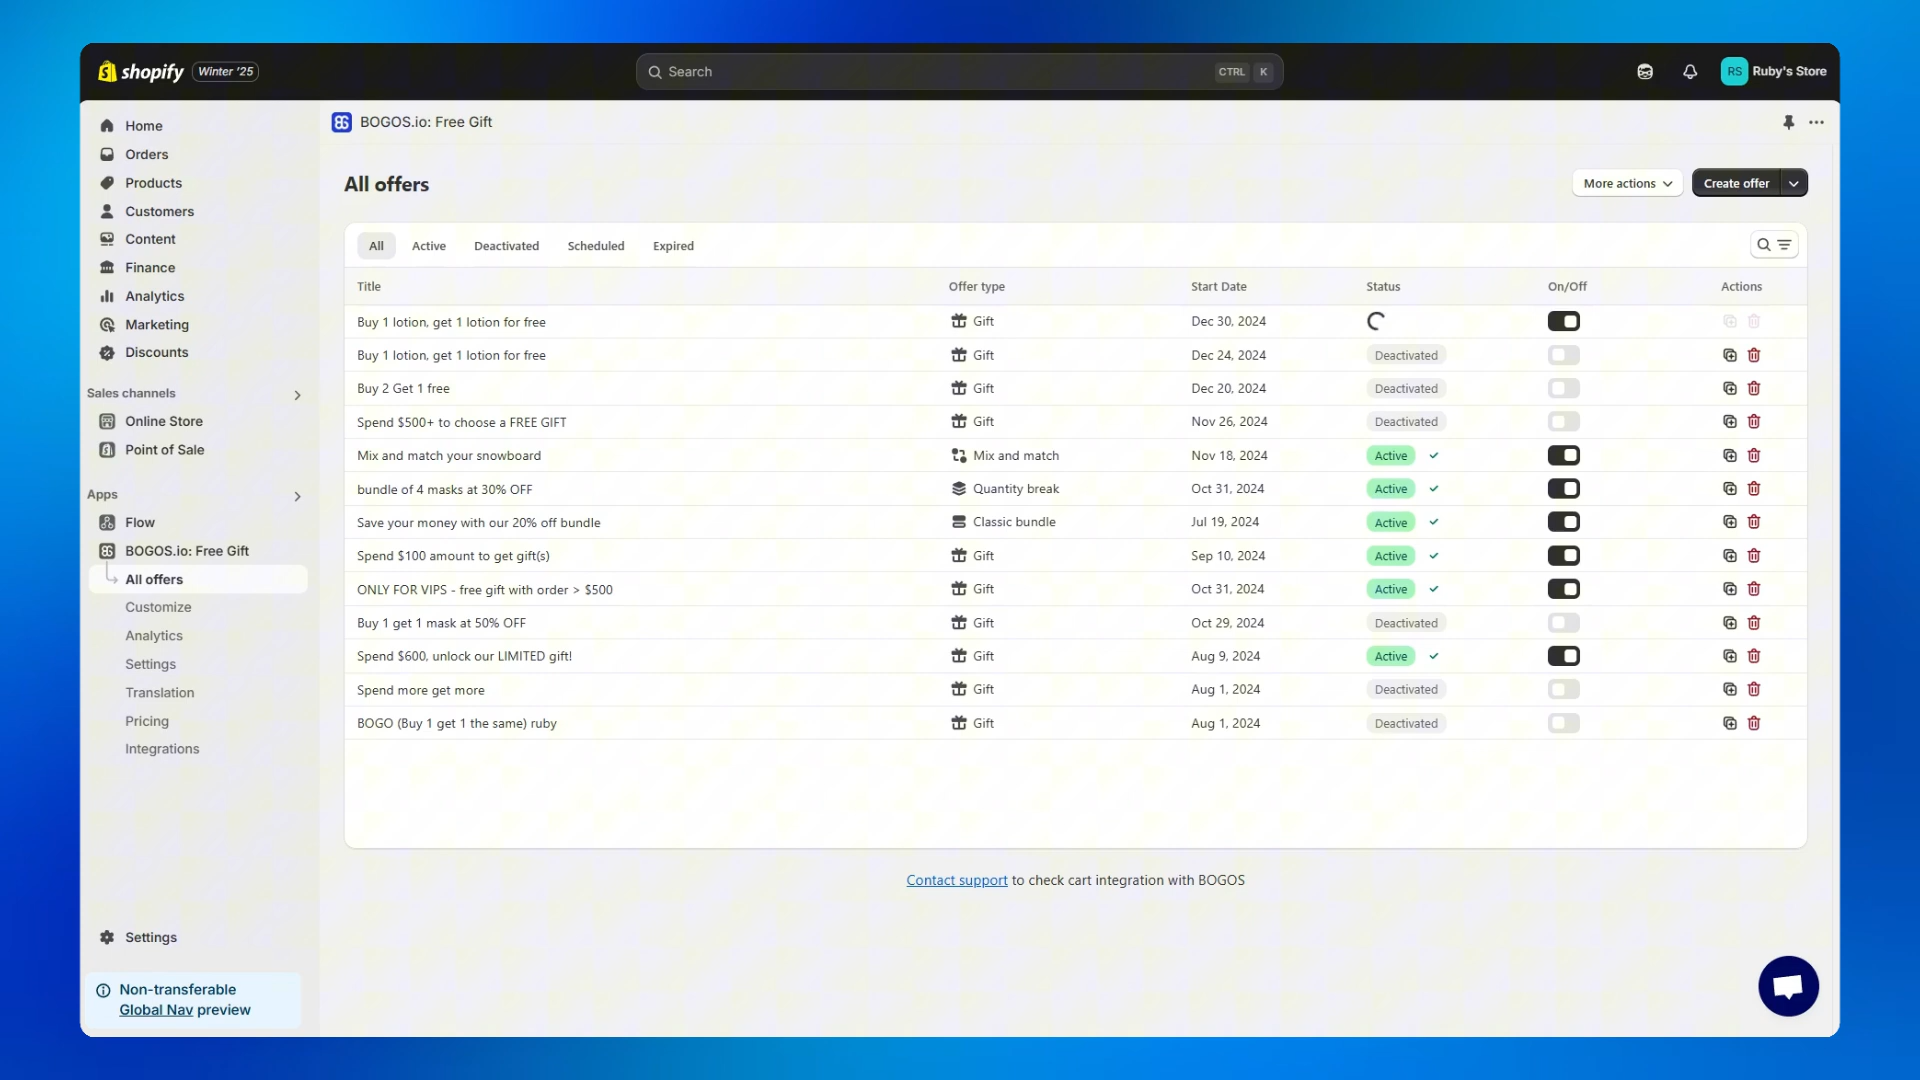 shopify Winter '25
Search CTRL K
RS Ruby's Store
Home
Orders
Products
Customers
Content
Finance
Analytics
Marketing
Discounts
Sales channels
Online Store
Point of Sale
Apps
Flow
BOGOS.io: Free Gift
All offers
Customize
Analytics
Settings
Translation
Pricing
Integrations
Settings
Non-transferable
Global Nav preview
BOGOS.io: Free Gift
All offers
More actions
Create offer
All Active Deactivated Scheduled Expired
Title Offer type Start Date Status On/Off Actions
Buy 1 lotion, get 1 lotion for free Gift Dec 30, 2024
Buy 1 lotion, get 1 lotion for free Gift Dec 24, 2024 Deactivated
Buy 2 Get 1 free Gift Dec 20, 2024 Deactivated
Spend $500+ to choose a FREE GIFT Gift Nov 26, 2024 Deactivated
Mix and match your snowboard Mix and match Nov 18, 2024 Active
bundle of 4 masks at 30% OFF Quantity break Oct 31, 2024 Active
Save your money with our 20% off bundle Classic bundle Jul 19, 2024 Active
Spend $100 amount to get gift(s) Gift Sep 10, 2024 Active
ONLY FOR VIPS - free gift with order > $500 Gift Oct 31, 2024 Active
Buy 1 get 1 mask at 50% OFF Gift Oct 29, 2024 Deactivated
Spend $600, unlock our LIMITED gift! Gift Aug 9, 2024 Active
Spend more get more Gift Aug 1, 2024 Deactivated
BOGO (Buy 1 get 1 the same) ruby Gift Aug 1, 2024 Deactivated
Contact support to check cart integration with BOGOS